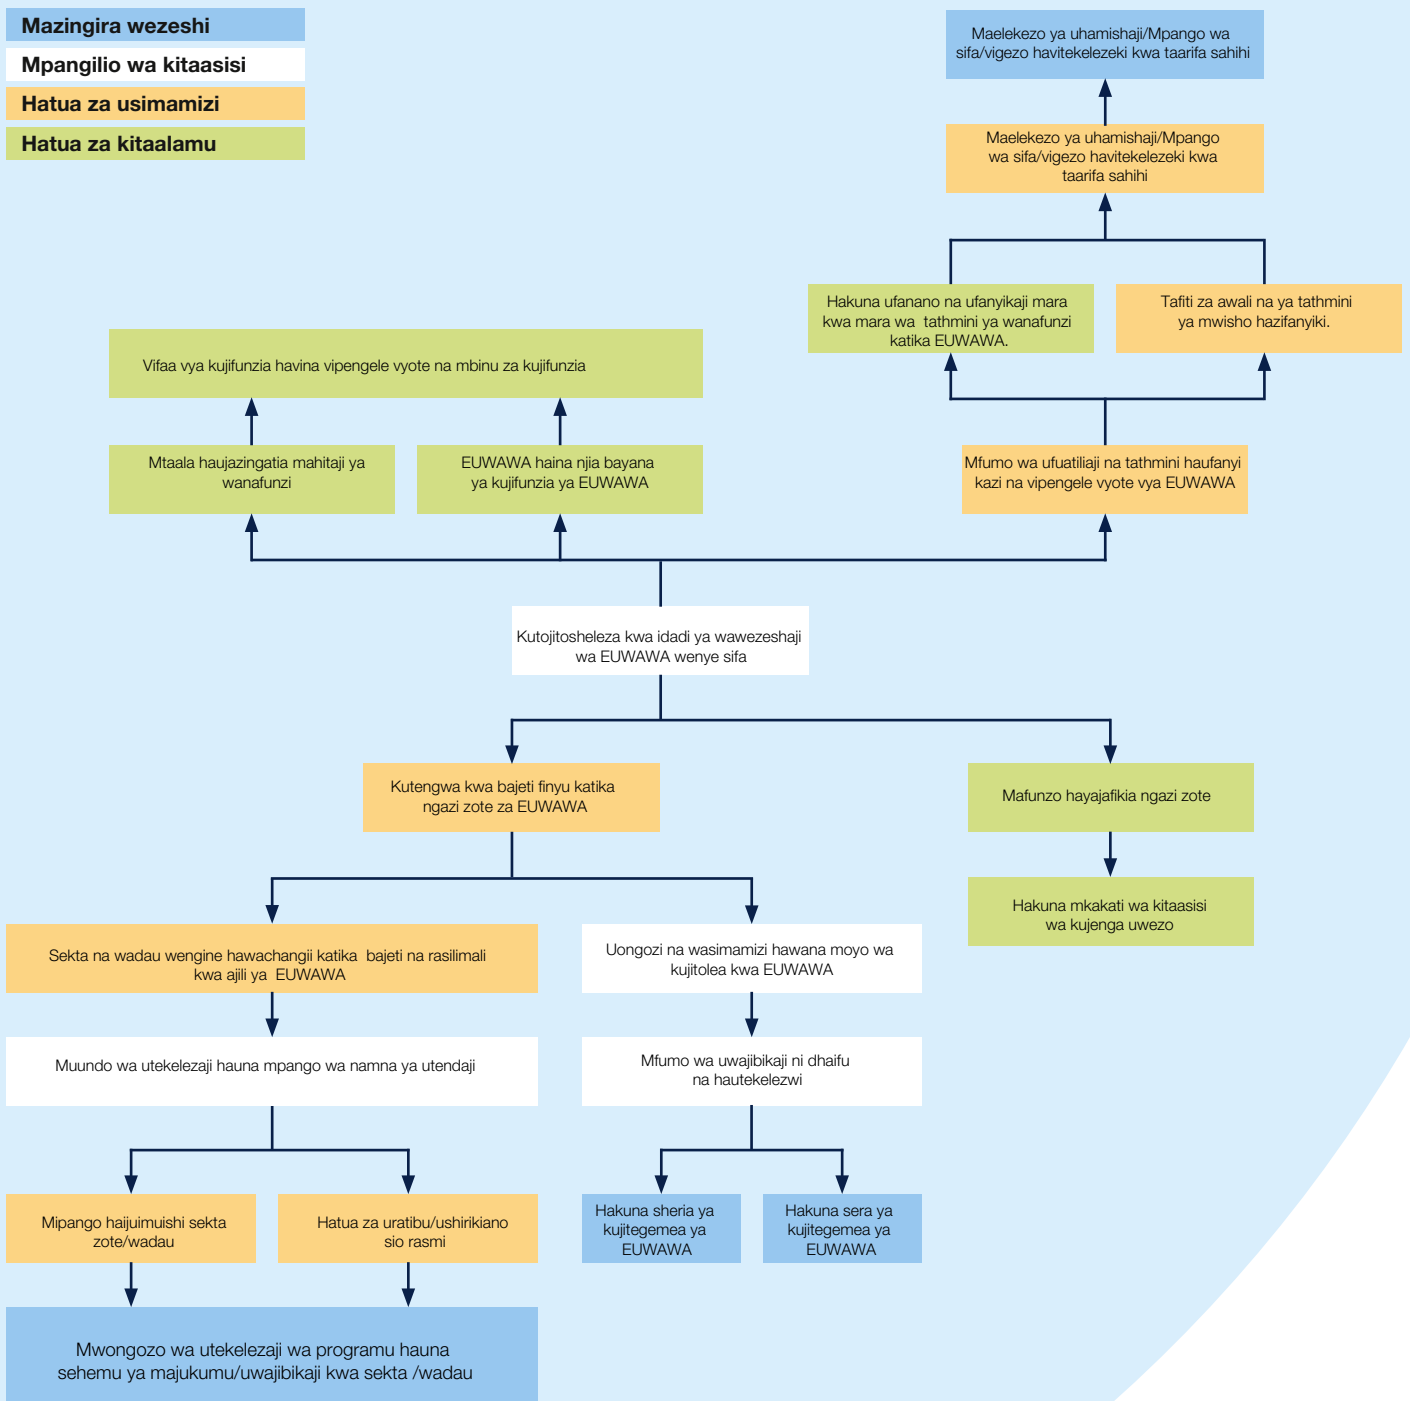 Mazingira wezeshi
Mpangilio wa kitaasisi
Hatua za usimamizi
Hatua za kitaalamu
Maelekezo ya uhamishaji/Mpango wa
sifa/vigezo havitekelezeki kwa taarifa sahihi
Maelekezo ya uhamishaji/Mpango
wa sifa/vigezo havitekelezeki kwa
taarifa sahihi
Hakuna ufanano na ufanyikaji mara
kwa mara wa tathmini ya wanafunzi
katika EUWAWA.
Tafiti za awali na ya tathmini
ya mwisho hazifanyiki.
Vifaa vya kujifunzia havina vipengele vyote na mbinu za kujifunzia
Mtaala haujazingatia mahitaji ya
wanafunzi
EUWAWA haina njia bayana
ya kujifunzia ya EUWAWA
Mfumo wa ufuatiliaji na tathmini haufanyi
kazi na vipengele vyote vya EUWAWA
Kutojitosheleza kwa idadi ya wawezeshaji
wa EUWAWA wenye sifa
Kutengwa kwa bajeti finyu katika
ngazi zote za EUWAWA
Mafunzo hayajafikia ngazi zote
Hakuna mkakati wa kitaasisi
wa kujenga uwezo
Sekta na wadau wengine hawachangii katika bajeti na rasilimali
kwa ajili ya EUWAWA
Uongozi na wasimamizi hawana moyo wa
kujitolea kwa EUWAWA
Muundo wa utekelezaji hauna mpango wa namna ya utendaji
Mfumo wa uwajibikaji ni dhaifu
na hautekelezwi
Mipango haijuimuishi sekta
zote/wadau
Hatua za uratibu/ushirikiano
sio rasmi
Hakuna sheria ya
kujitegemea ya
EUWAWA
Hakuna sera ya
kujitegemea ya
EUWAWA
Mwongozo wa utekelezaji wa programu hauna
sehemu ya majukumu/uwajibikaji kwa sekta /wadau